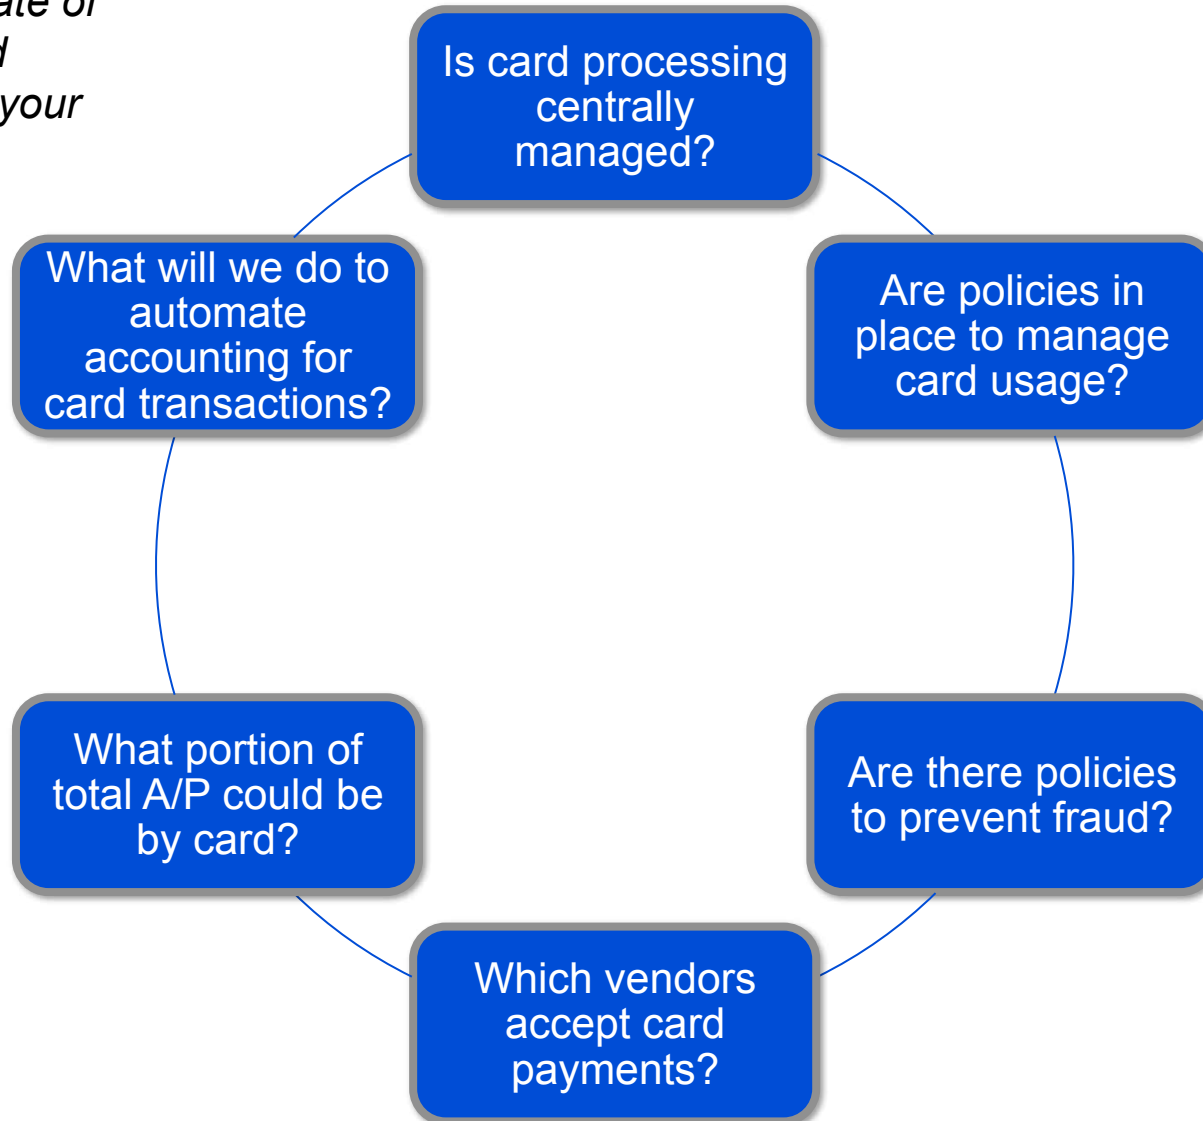 your
Is card processing
centrally
managed?
Are policies in
place to manage
card usage?
Are there policies
to prevent fraud?
Which vendors
accept card
payments?
What portion of
total A/P could be
by card?
What will we do to
automate
accounting for
card transactions?